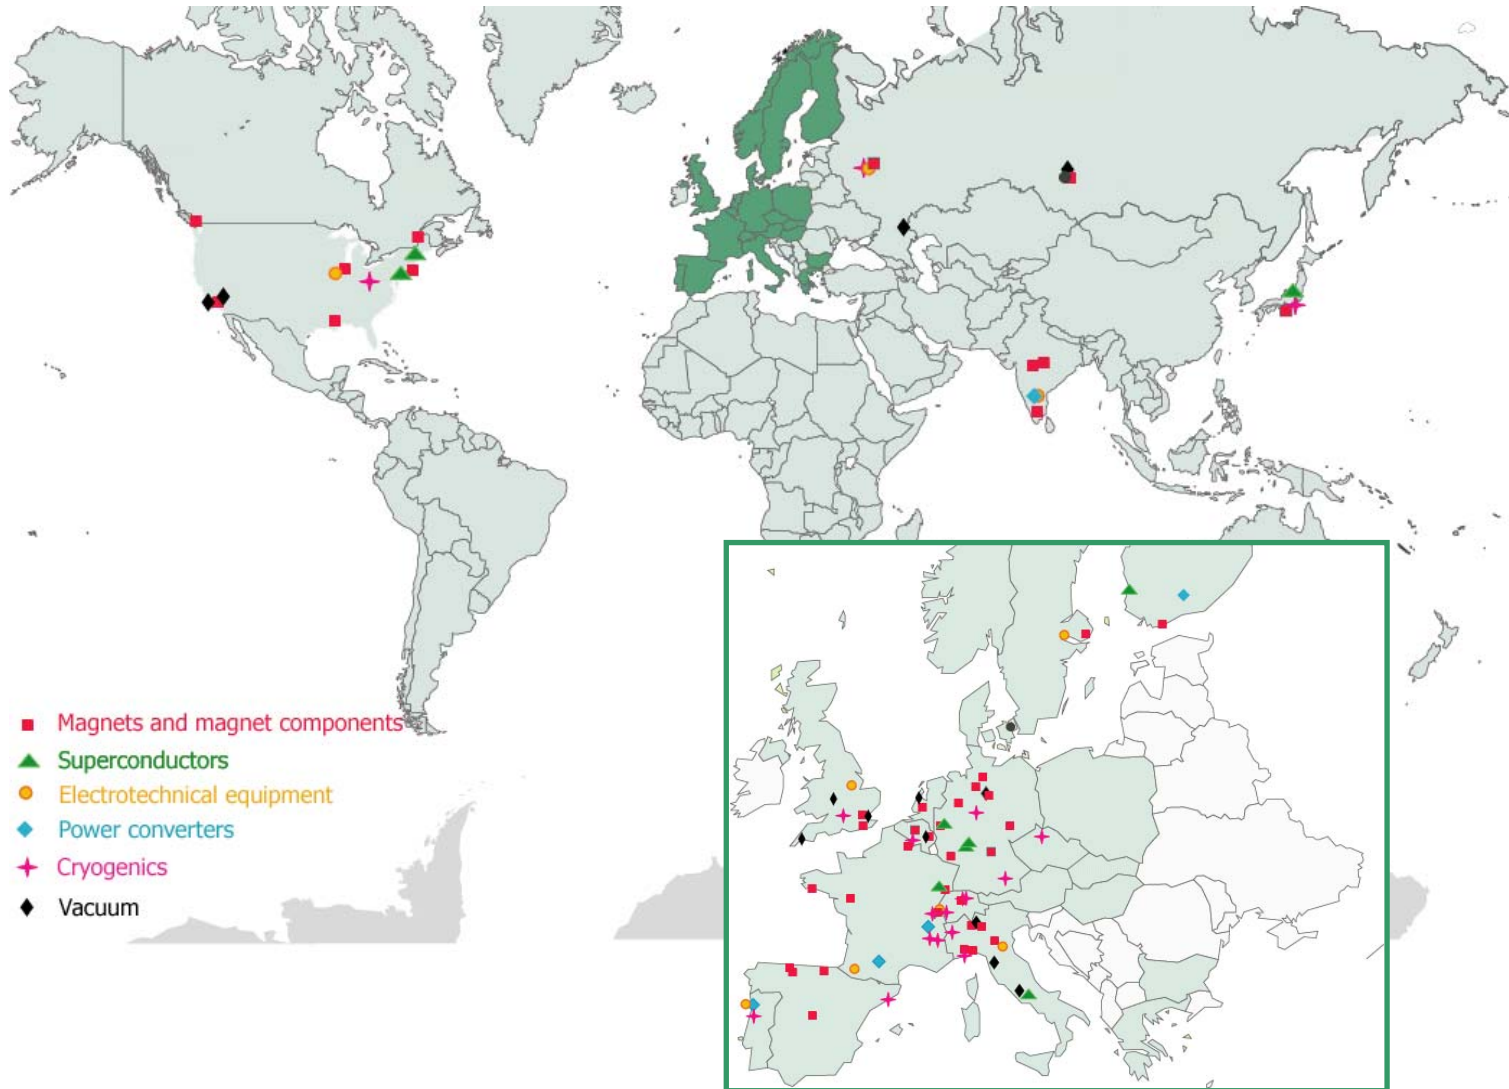 Magnets and magnet components
Superconductors
Electrotechnical equipment
Power converters
Cryogenics
Vacuum